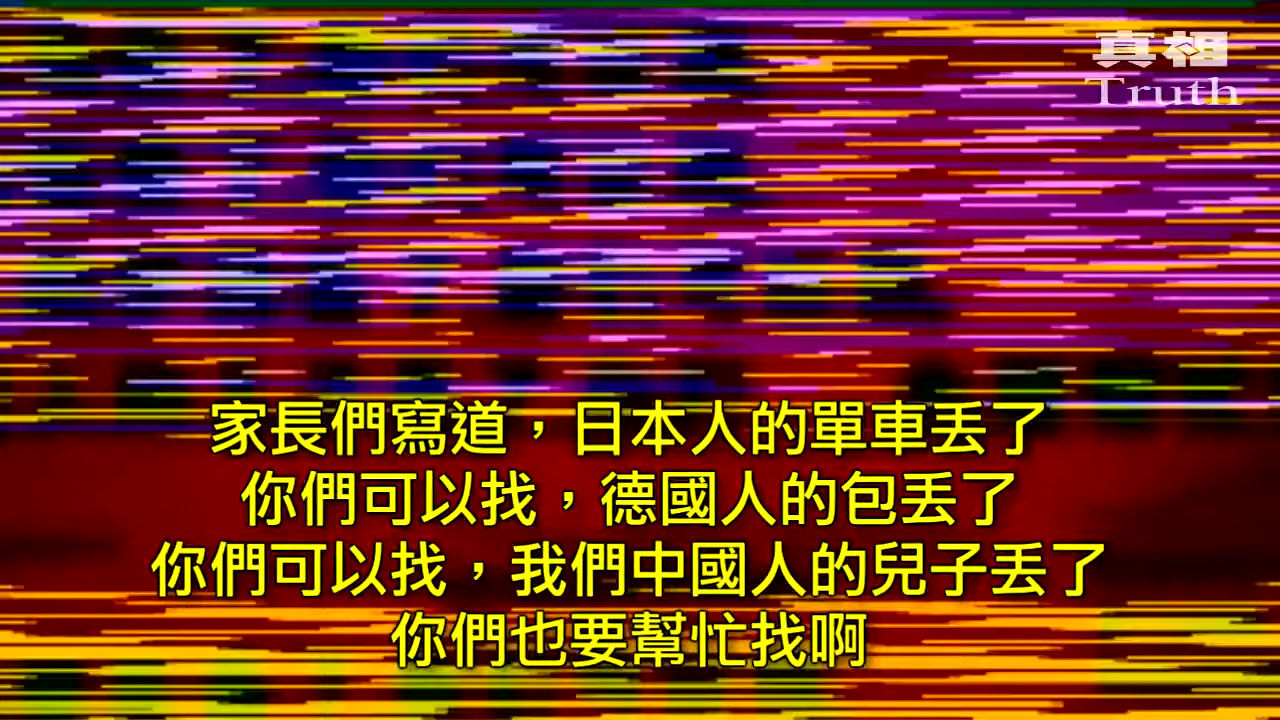 真相
Truth
家長們寫道，日本人的單車丟了
你們可以找，德國人的包丟了
你們可以找，我們中國人的兒子丟了
你們也要幫忙找啊